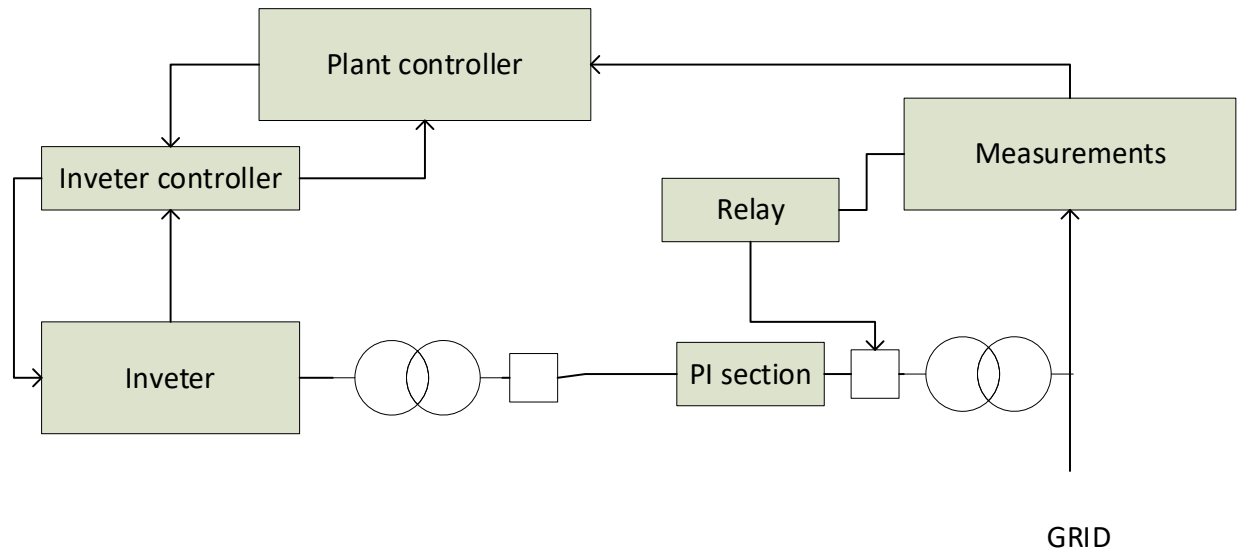 Plant controller
Measurements
Inveter controller
Relay
Inveter
PI section
GRID